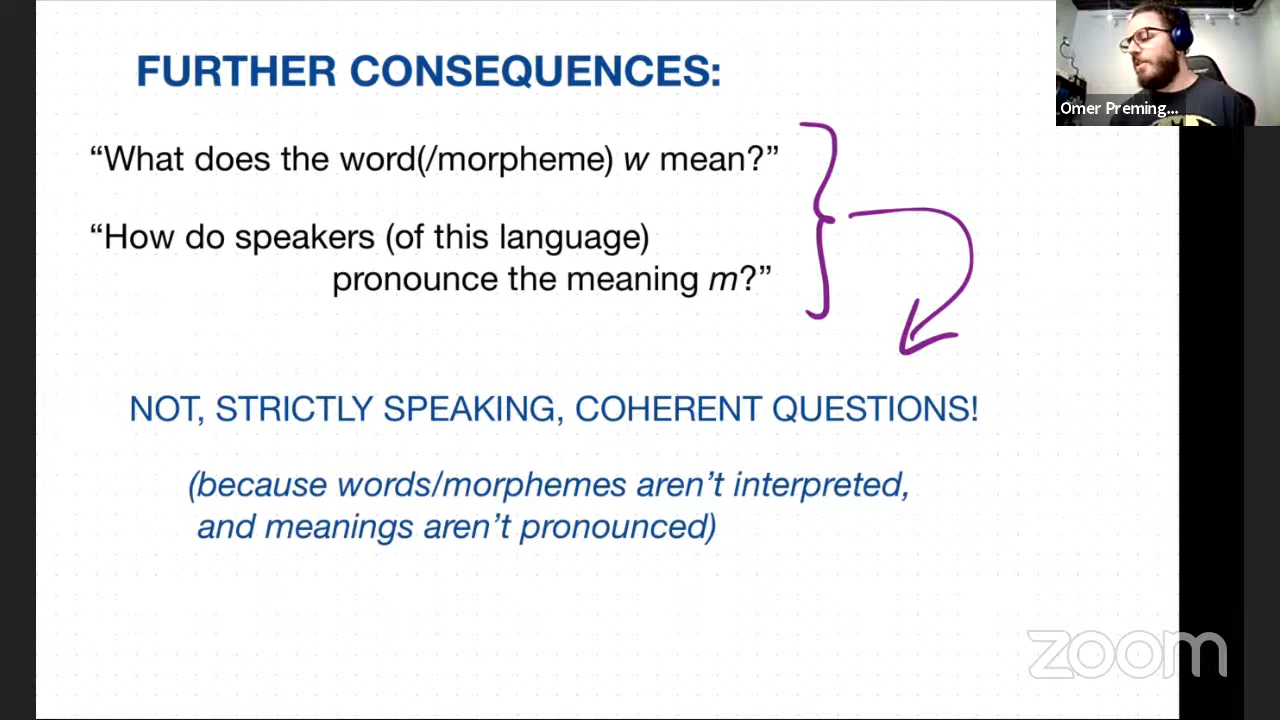 FURTHER CONSEQUENCES:
Omer Preming...
“What does the word(/morpheme) w mean?”
“How do speakers (of this language)
pronounce the meaning m?”
NOT, STRICTLY SPEAKING, COHERENT QUESTIONS!
(because words/morphemes aren’t interpreted,
and meanings aren’t pronounced)
zoom